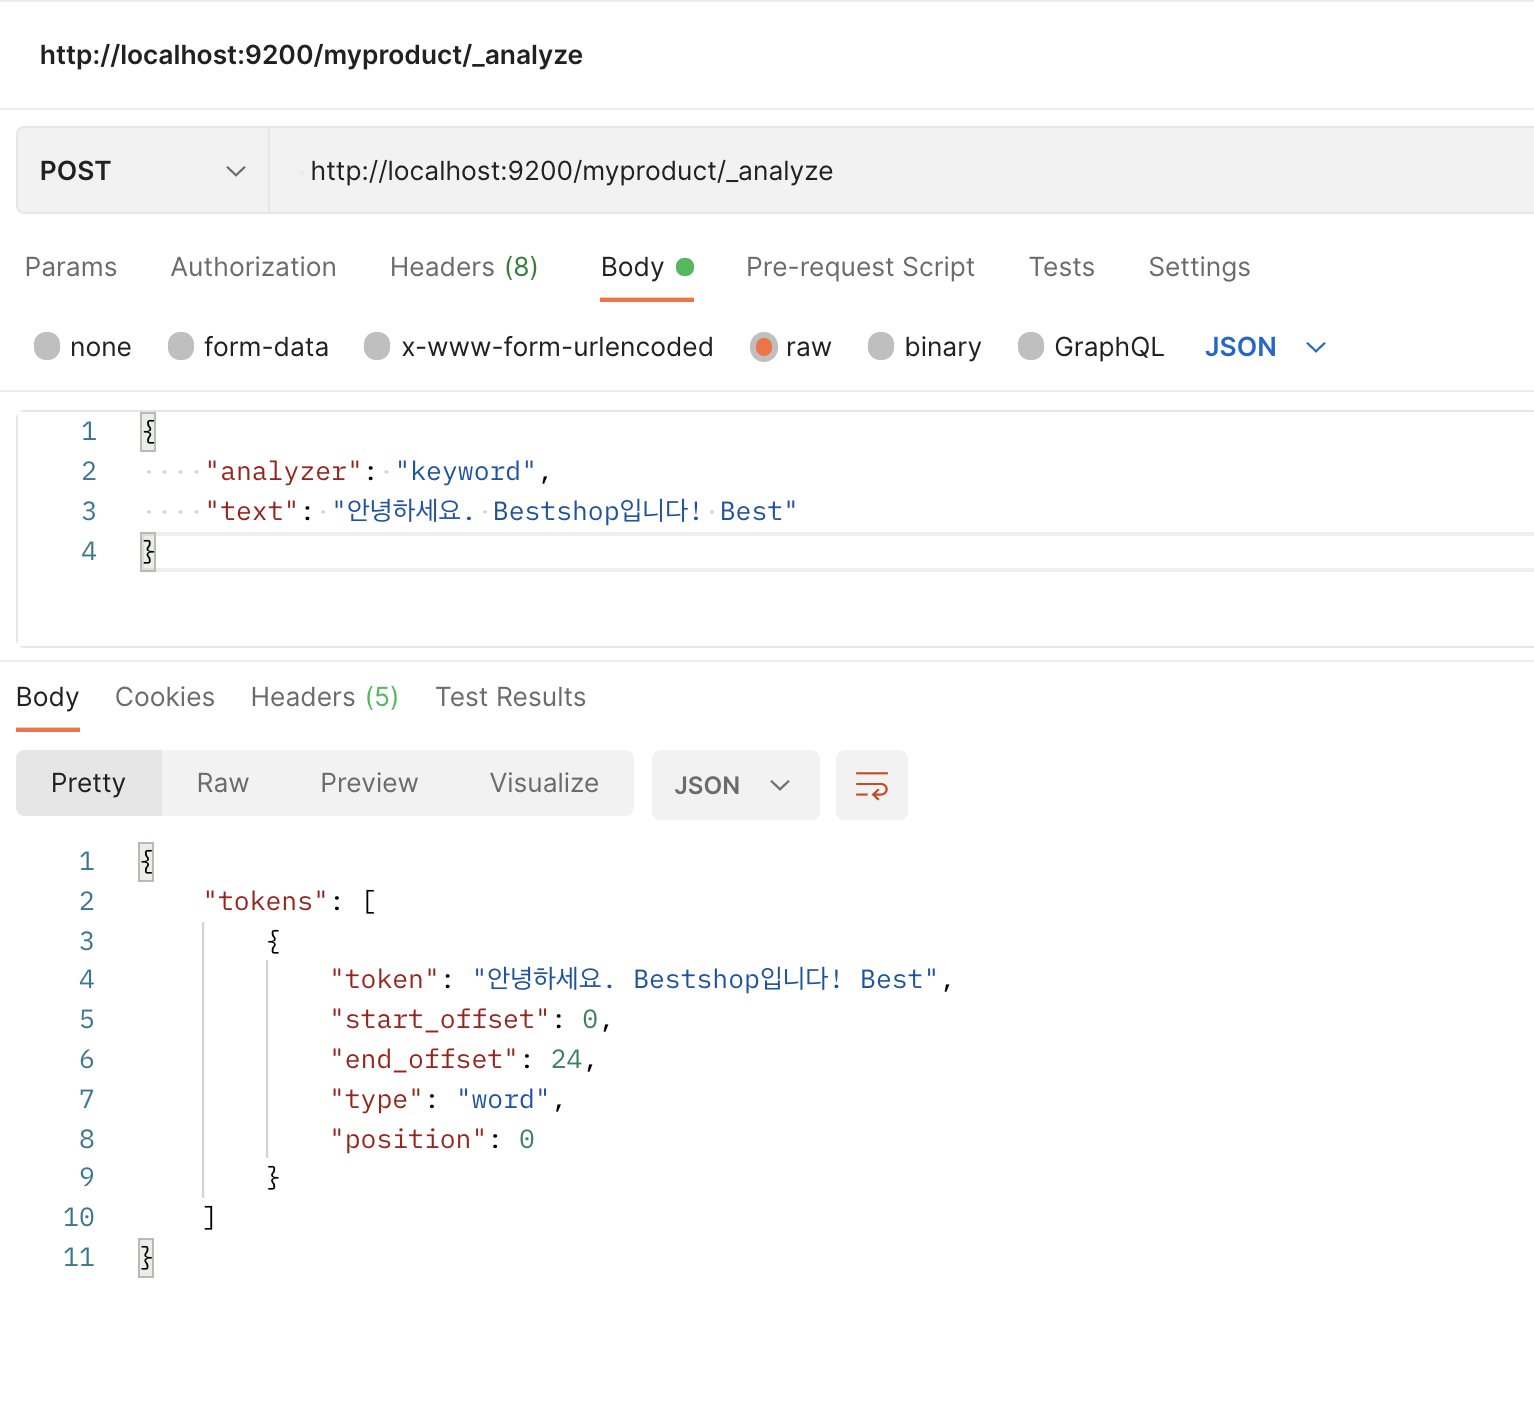 http://localhost:9200/myproduct/_analyze
POST http://localhost:9200/myproduct/_analyze
Params Authorization Headers (8) Body Pre-request Script Tests Settings
none form-data x-www-form-urlencoded raw binary GraphQL JSON
1 {
2 "analyzer": "keyword",
3 "text": "안녕하세요. Bestshop입니다! Best"
4 }
Body Cookies Headers (5) Test Results
Pretty Raw Preview Visualize JSON
1 {
2 "tokens": [
3 {
4 "token": "안녕하세요. Bestshop입니다! Best",
5 "start_offset": 0,
6 "end_offset": 24,
7 "type": "word",
8 "position": 0
9 }
10 ]
11 }